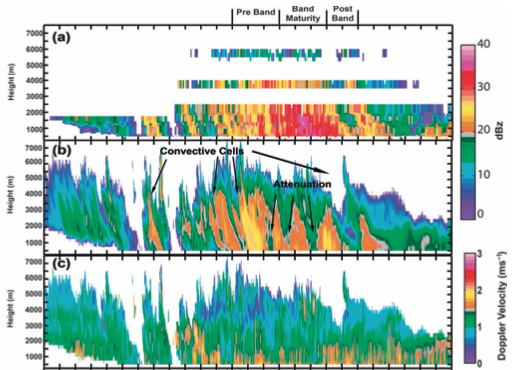 Pre Band
Band Maturity
Post Band
(a)
Height (m)
7000
6000
5000
4000
3000
2000
1000
40
30
20
10
0
dBz
(b)
Convective Cells
Attenuation
Height (m)
7000
6000
5000
4000
3000
2000
1000
(c)
Height (m)
7000
6000
5000
4000
3000
2000
1000
3
2
1
0
Doppler Velocity (ms⁻¹)